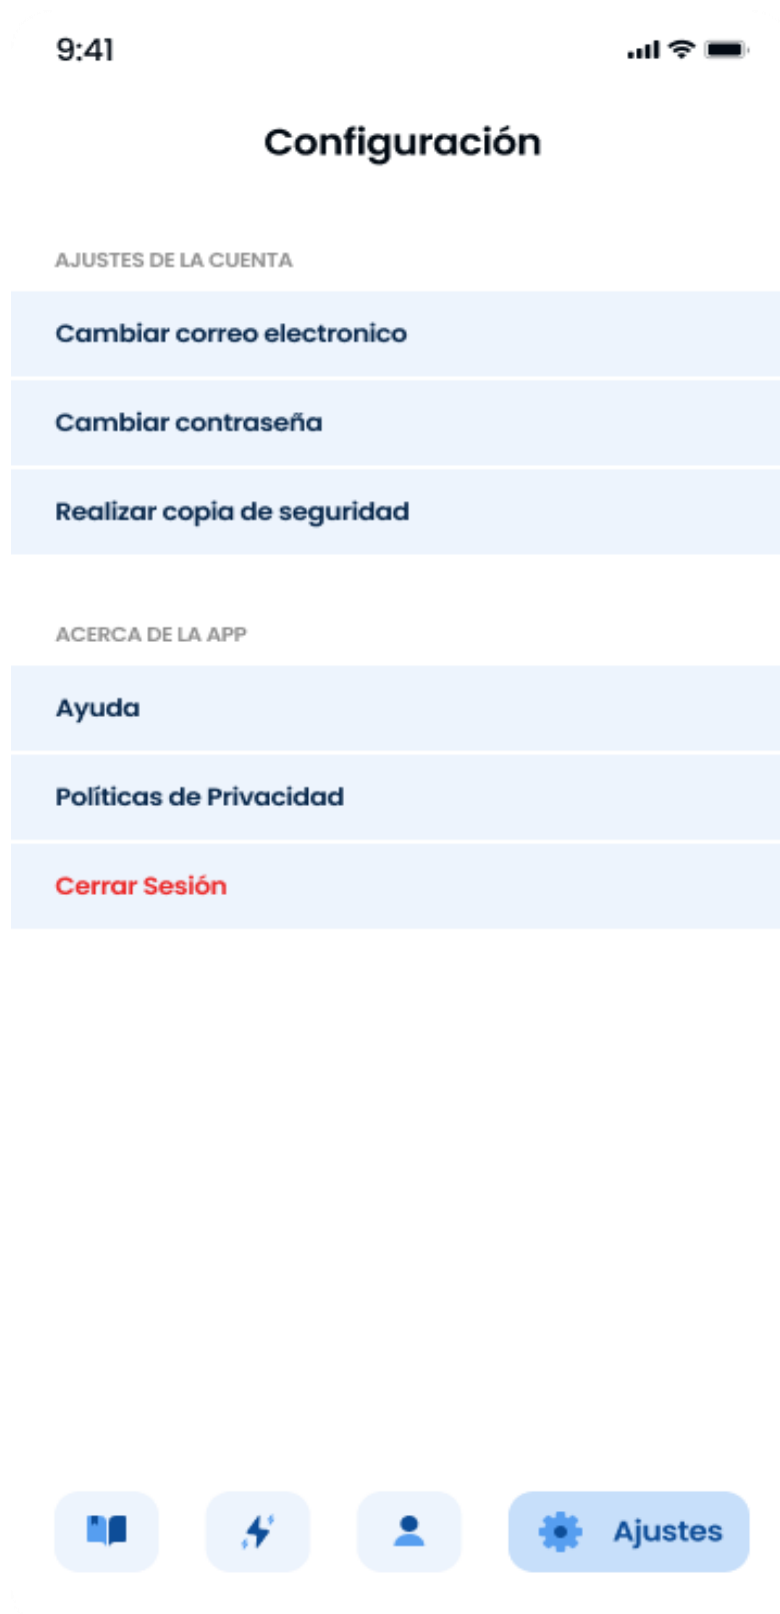 9:41
Configuración
AJUSTES DE LA CUENTA
Cambiar correo electronico
Cambiar contraseña
Realizar copia de seguridad
ACERCA DE LA APP
Ayuda
Políticas de Privacidad
Cerrar Sesión
Ajustes